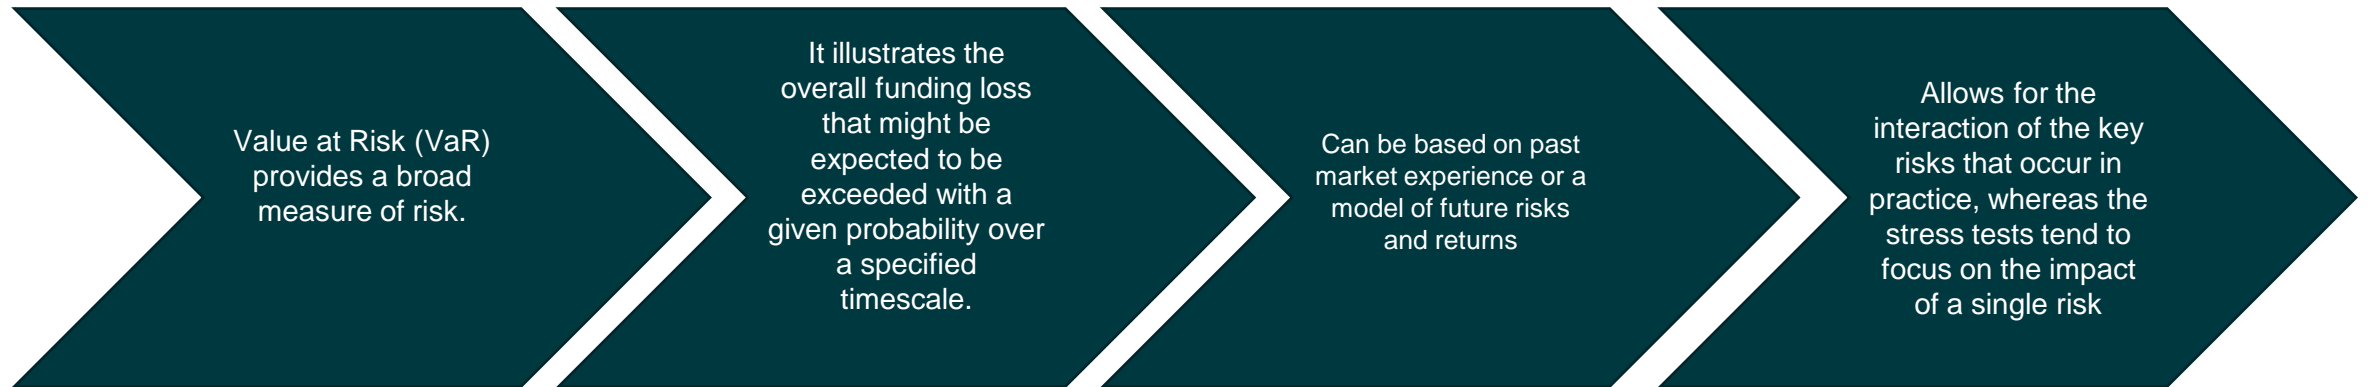 Value at Risk (VaR)
provides a broad
measure of risk.
It illustrates the
overall funding loss
that might be
expected to be
exceeded with a
given probability over
a specified
timescale.
Can be based on past
market experience or a
model of future risks
and returns
Allows for the
interaction of the key
risks that occur in
practice, whereas the
stress tests tend to
focus on the impact
of a single risk